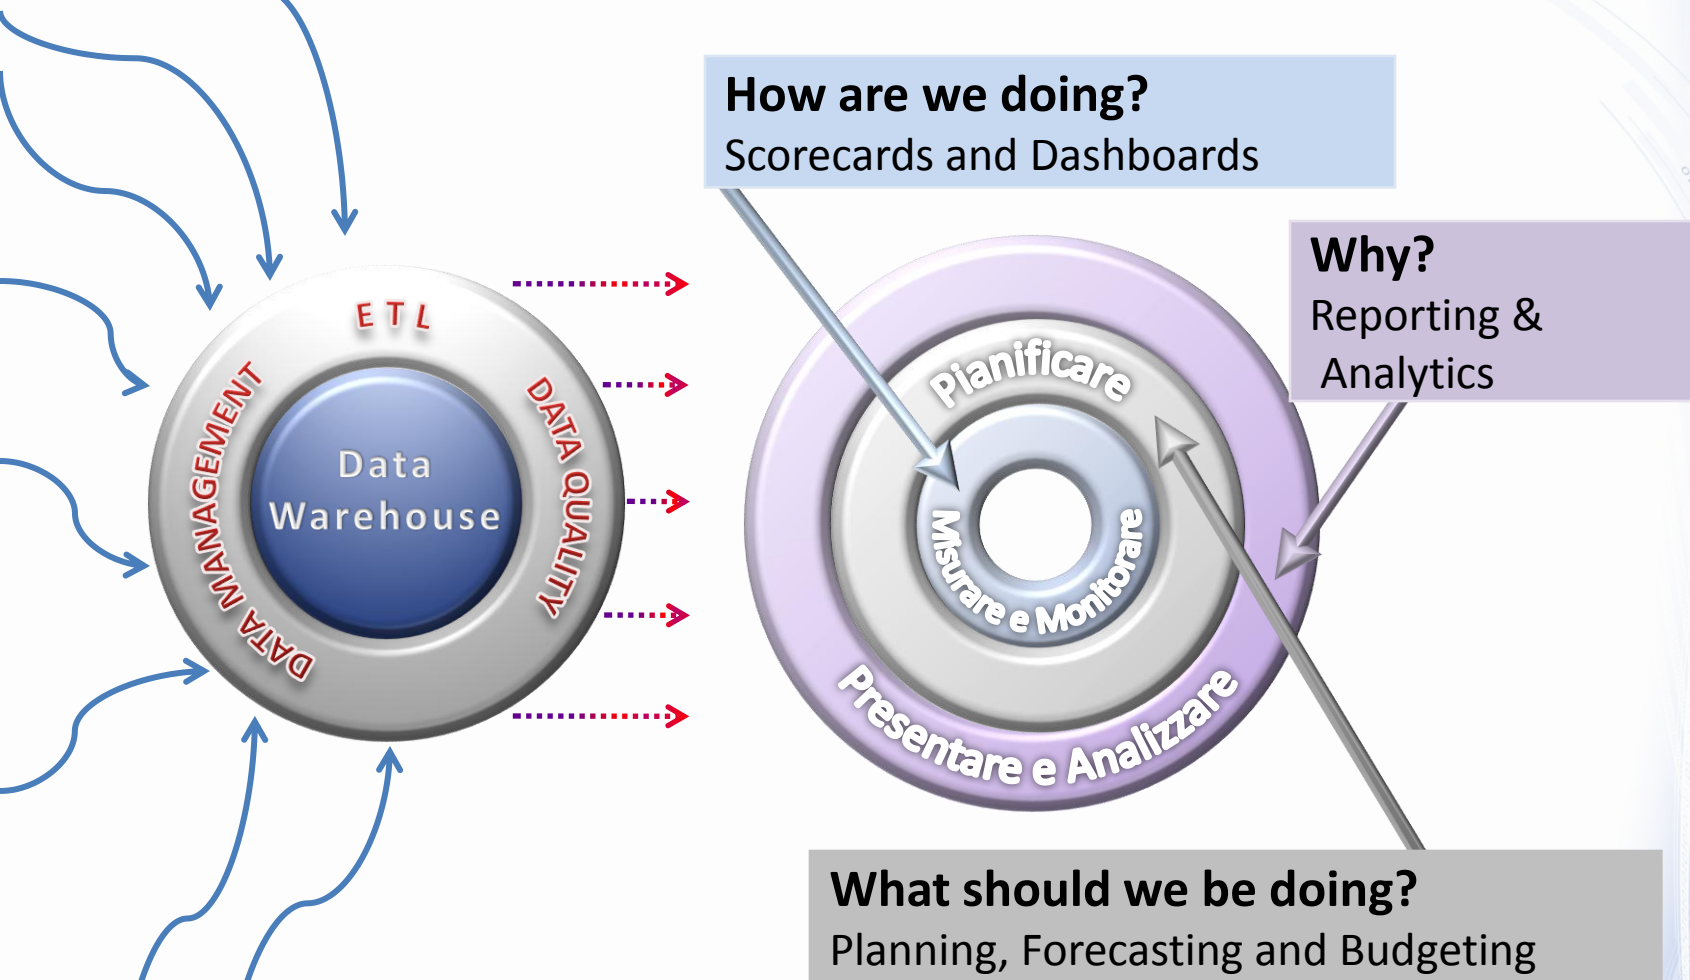 How are we doing?
Scorecards and Dashboards
Why?
Reporting &
Analytics
ETL
DATA MANAGEMENT
DATA QUALITY
Data
Warehouse
Pianificare
Misurare e Monitorare
Presentare e Analizzare
What should we be doing?
Planning, Forecasting and Budgeting